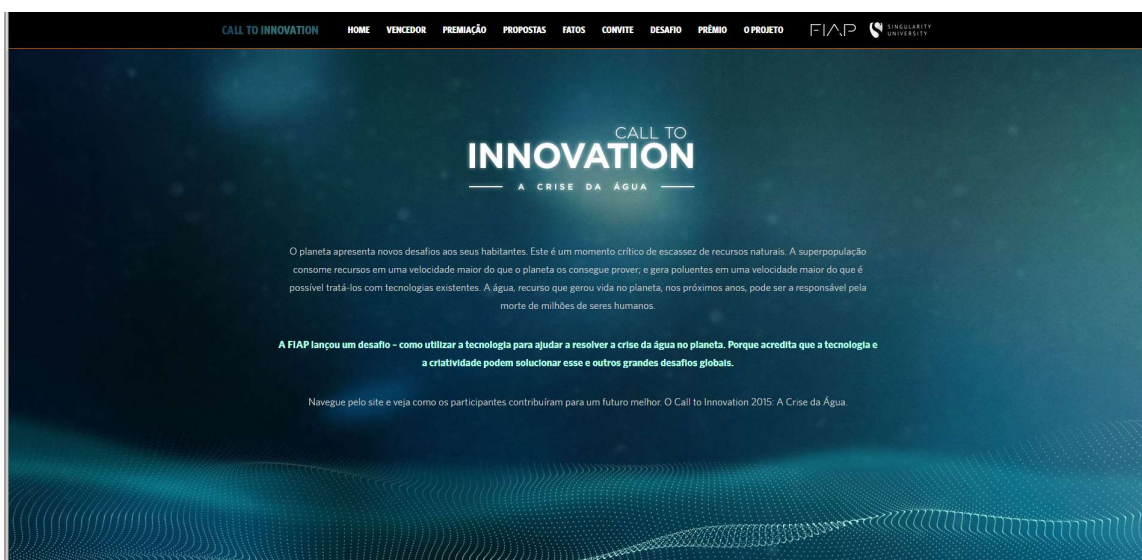 CALL TO INNOVATION HOME VENCEDOR PREMIAÇÃO PROPOSTAS FATOS CONVITE DESAFIO PRÊMIO O PROJETO FIAP SINGULARITY UNIVERSITY
CALL TO
INNOVATION
A CRISE DA ÁGUA
O planeta apresenta novos desafios aos seus habitantes. Este é um momento crítico de escassez de recursos naturais. A superpopulação
consome recursos em uma velocidade maior do que o planeta os consegue prover; e gera poluentes em uma velocidade maior do que é
possível tratá-los com tecnologias existentes. A água, recurso que gerou vida no planeta, nos próximos anos, pode ser a responsável pela
morte de milhões de seres humanos.
A FIAP lançou um desafio – como utilizar a tecnologia para ajudar a resolver a crise da água no planeta. Porque acredita que a tecnologia e
a criatividade podem solucionar esse e outros grandes desafios globais.
Navegue pelo site e veja como os participantes contribuíram para um futuro melhor. O Call to Innovation 2015: A Crise da Água.